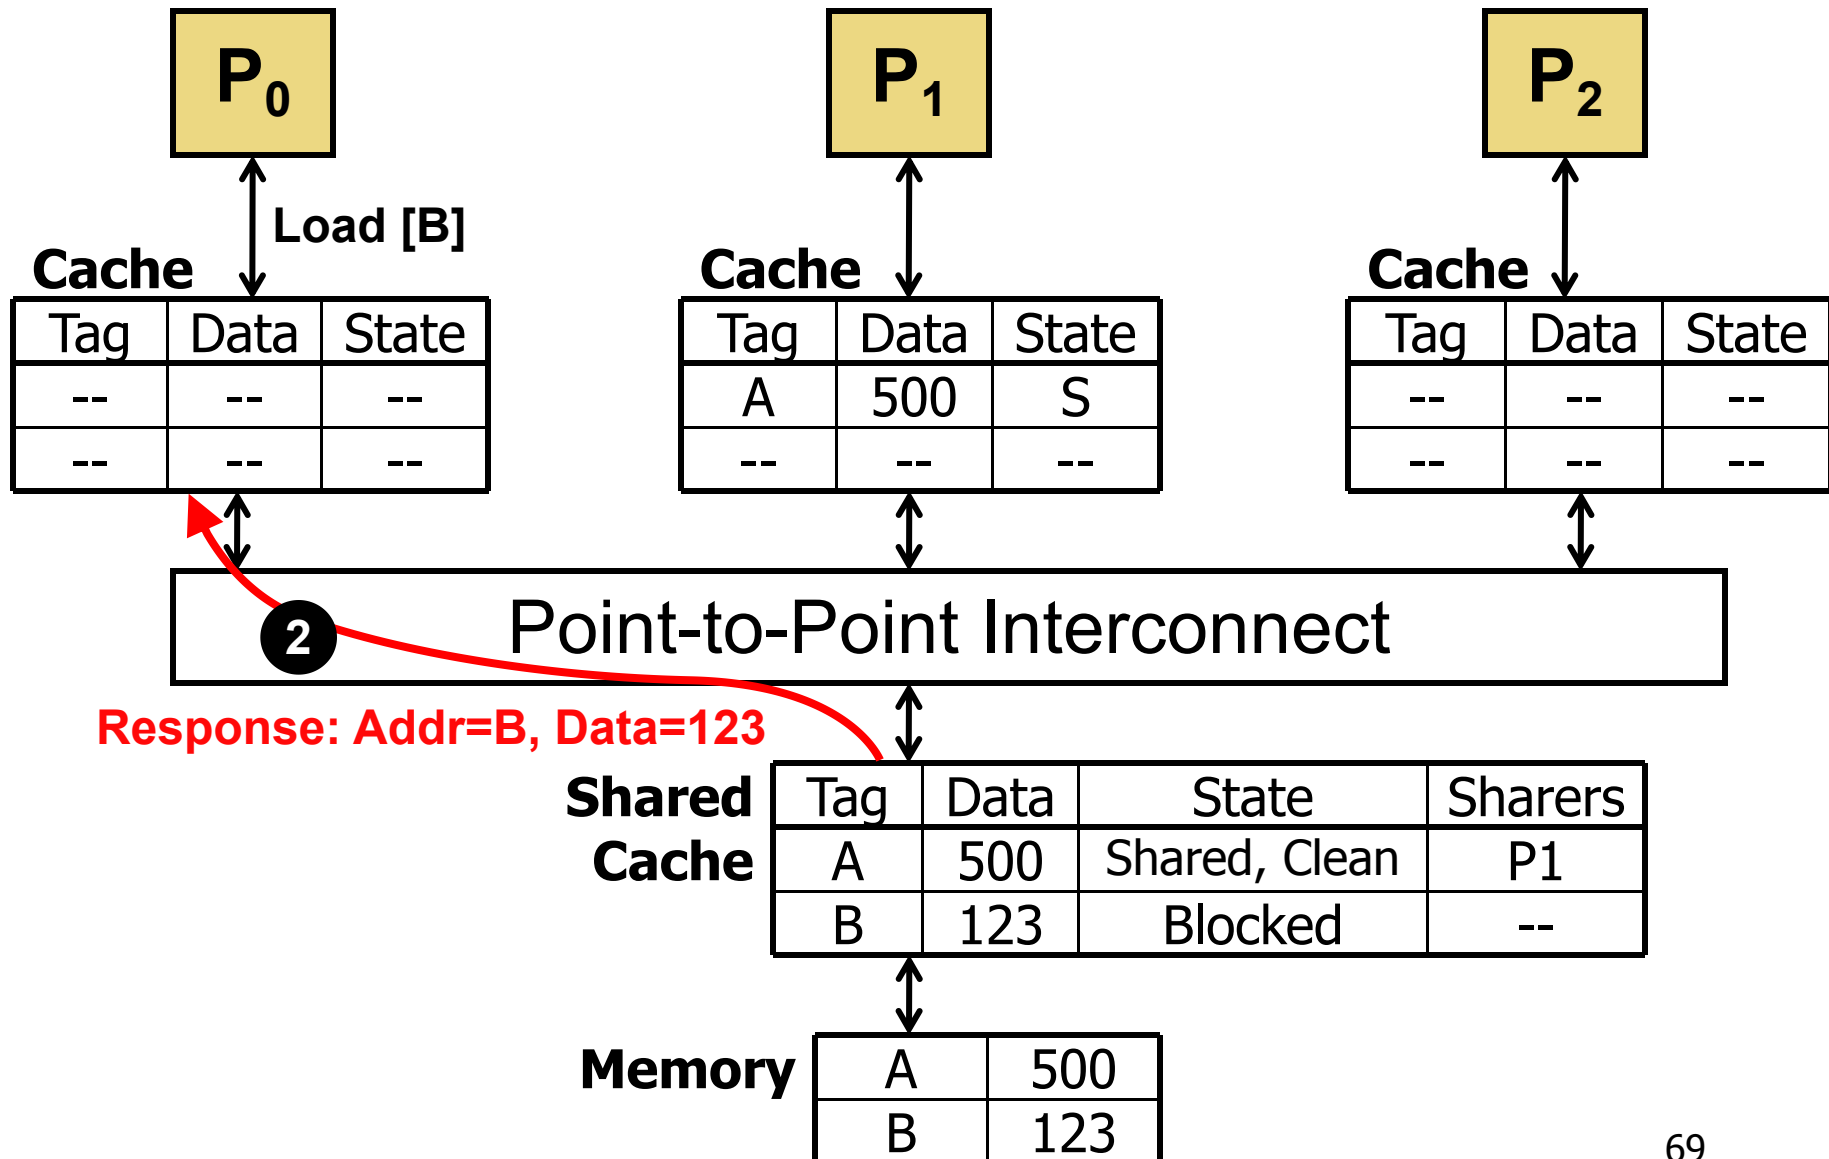 P0 P1 P2
Load [B]
Cache Cache Cache
Tag Data State Tag Data State Tag Data State
-- -- -- A 500 S -- -- --
-- -- -- -- -- -- -- -- --
2 Point-to-Point Interconnect
Response: Addr=B, Data=123
Shared Tag Data State Sharers
Cache A 500 Shared, Clean P1
B 123 Blocked --
Memory A 500
B 123
69